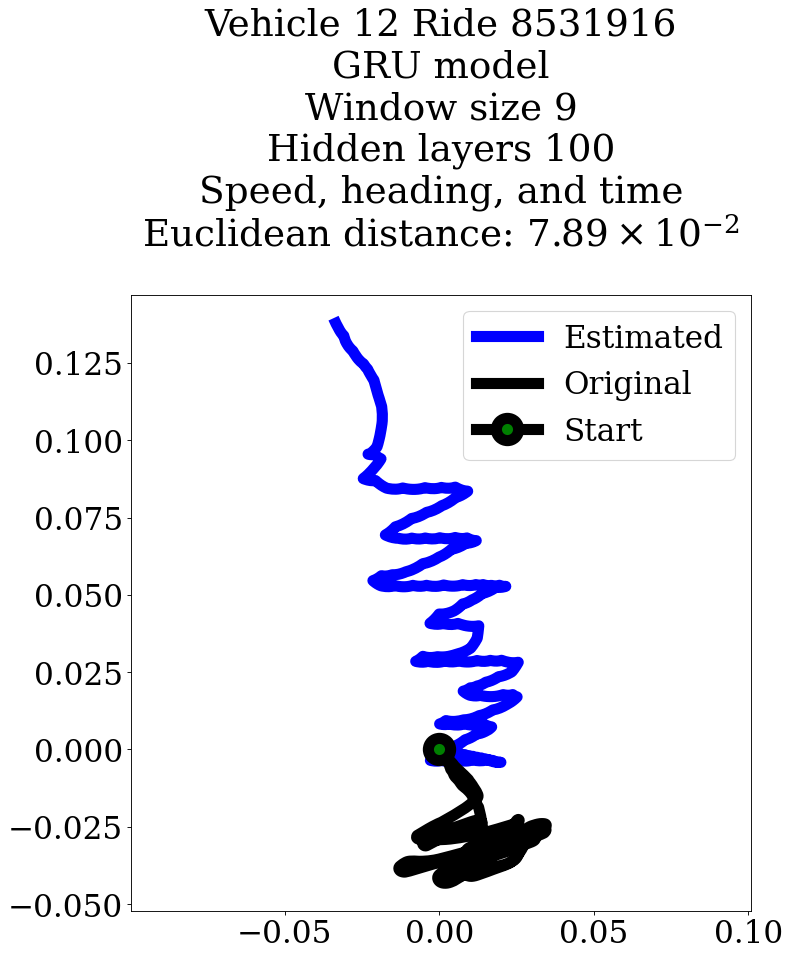 Vehicle 12 Ride 8531916
GRU model
Window size 9
Hidden layers 100
Speed, heading, and time
Euclidean distance: 7.89 × 10⁻²
Estimated
Original
Start
0.125
0.100
0.075
0.050
0.025
0.000
−0.025
−0.050
−0.05 0.00 0.05 0.10